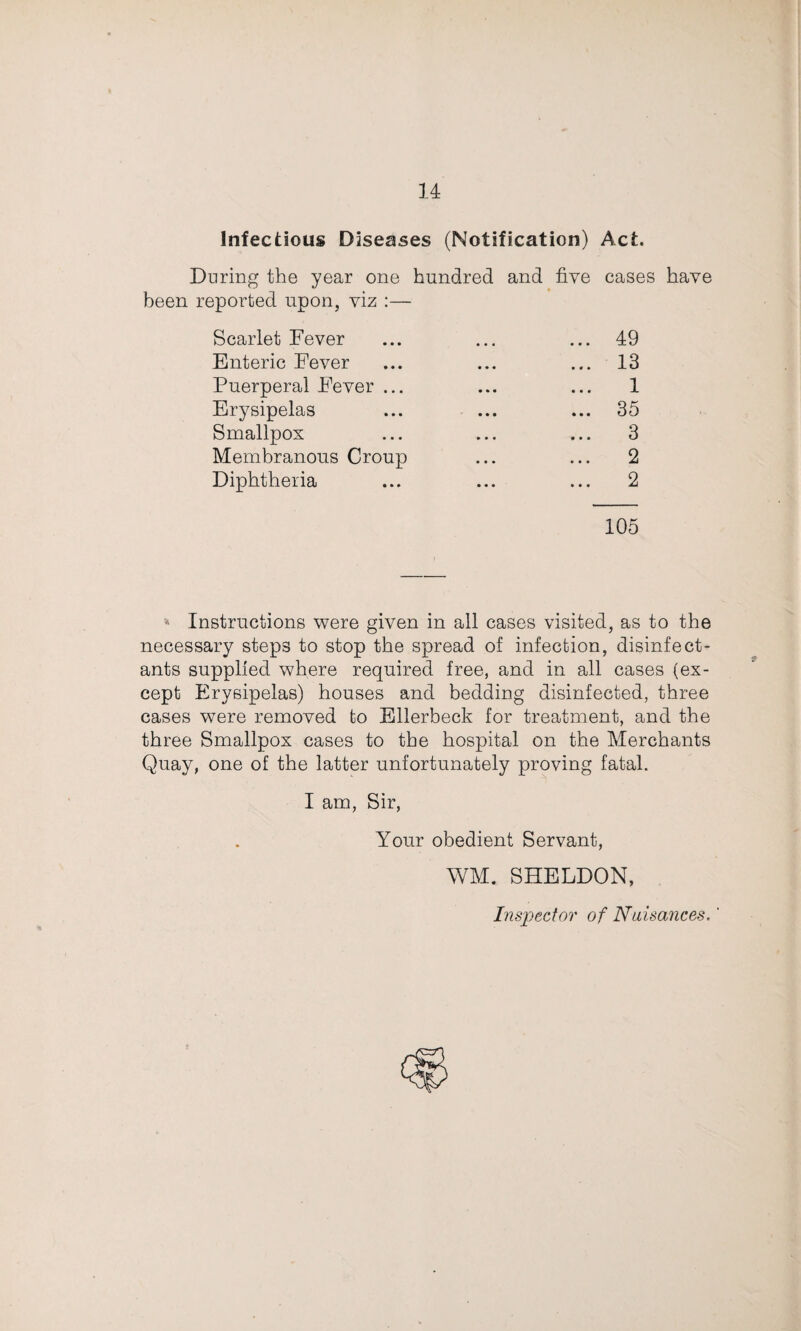 14
Infectious Diseases (Notification) Act.
During the year one hundred and five cases have
been reported upon, viz :—
Scarlet Fever ... ... ... 49
Enteric Fever ... ... ... 13
Puerperal Fever ... ... ... 1
Erysipelas ... ... ... 35
Smallpox ... ... ... 3
Membranous Croup ... ... 2
Diphtheria ... ... ... 2
105
Instructions were given in all cases visited, as to the
necessary steps to stop the spread of infection, disinfect-
ants supplied where required free, and in all cases (ex-
cept Erysipelas) houses and bedding disinfected, three
cases were removed to Ellerbeck for treatment, and the
three Smallpox cases to the hospital on the Merchants
Quay, one of the latter unfortunately proving fatal.
I am, Sir,
Your obedient Servant,
WM. SHELDON,
Inspector of Nuisances.